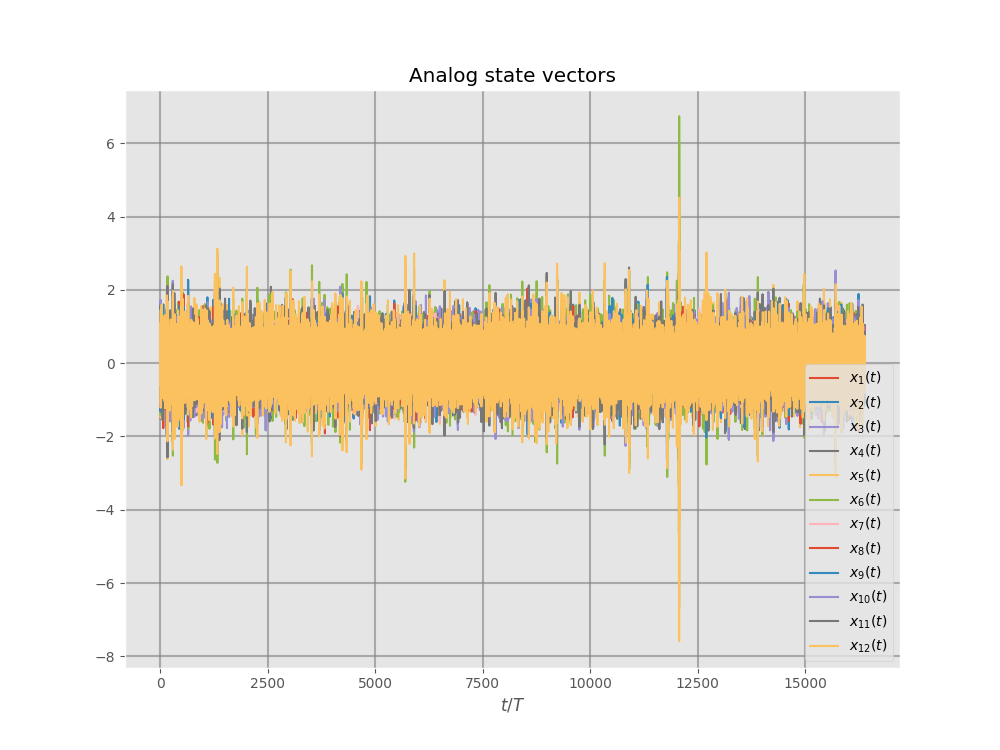 Analog state vectors
6
4
2
0
−2
−4
−6
−8
0 2500 5000 7500 10000 12500 15000
t/T
x₁(t)
x₂(t)
x₃(t)
x₄(t)
x₅(t)
x₆(t)
x₇(t)
x₈(t)
x₉(t)
x₁₀(t)
x₁₁(t)
x₁₂(t)